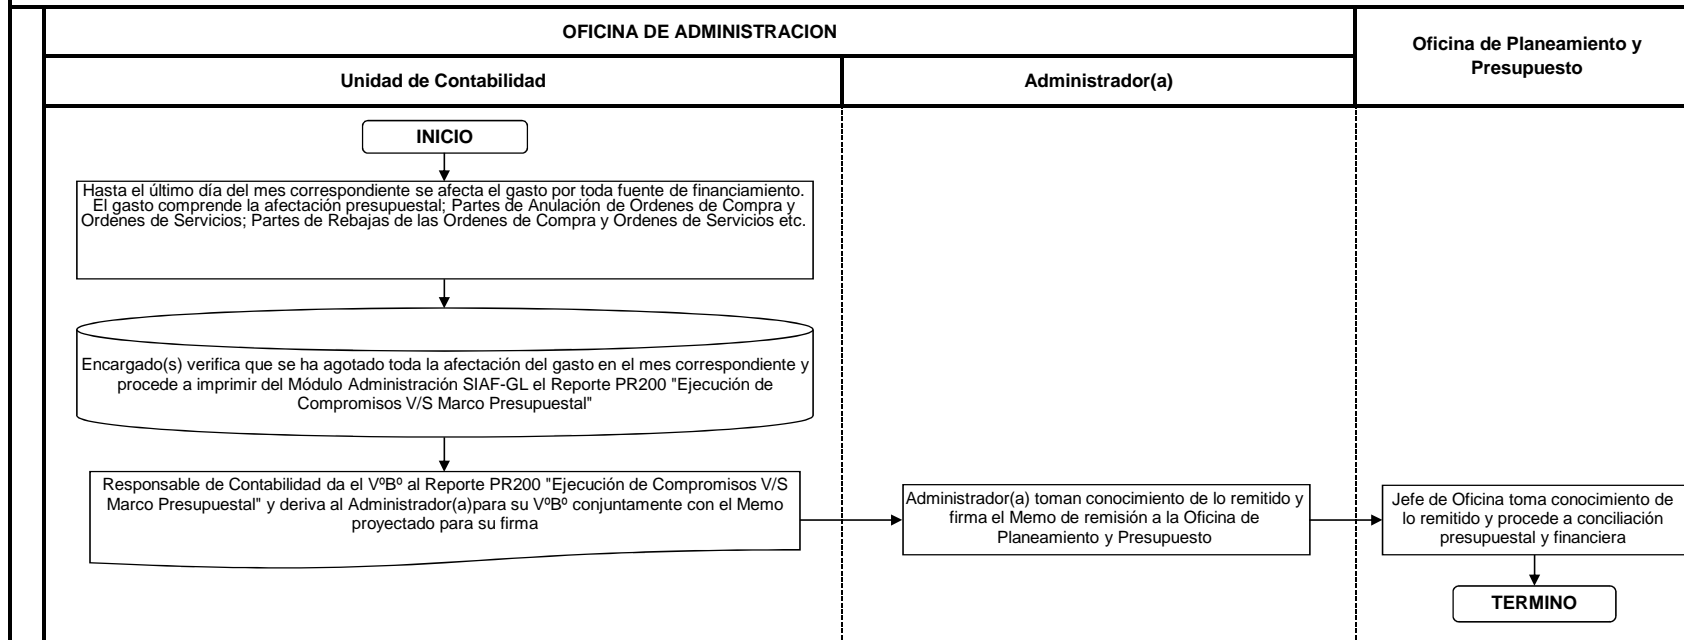 OFICINA DE ADMINISTRACION
Oficina de Planeamiento y
Presupuesto
Unidad de Contabilidad
Administrador(a)
INICIO
Hasta el último día del mes correspondiente se afecta el gasto por toda fuente de financiamiento.
El gasto comprende la afectación presupuestal; Partes de Anulación de Ordenes de Compra y
Ordenes de Servicios; Partes de Rebajas de las Ordenes de Compra y Ordenes de Servicios etc.
Encargado(s) verifica que se ha agotado toda la afectación del gasto en el mes correspondiente y
procede a imprimir del Módulo Administración SIAF-GL el Reporte PR200 "Ejecución de
Compromisos V/S Marco Presupuestal"
Responsable de Contabilidad da el VºBº al Reporte PR200 "Ejecución de Compromisos V/S
Marco Presupuestal" y deriva al Administrador(a)para su VºBº conjuntamente con el Memo
proyectado para su firma
Administrador(a) toman conocimiento de lo remitido y
firma el Memo de remisión a la Oficina de
Planeamiento y Presupuesto
Jefe de Oficina toma conocimiento de
lo remitido y procede a conciliación
presupuestal y financiera
TERMINO